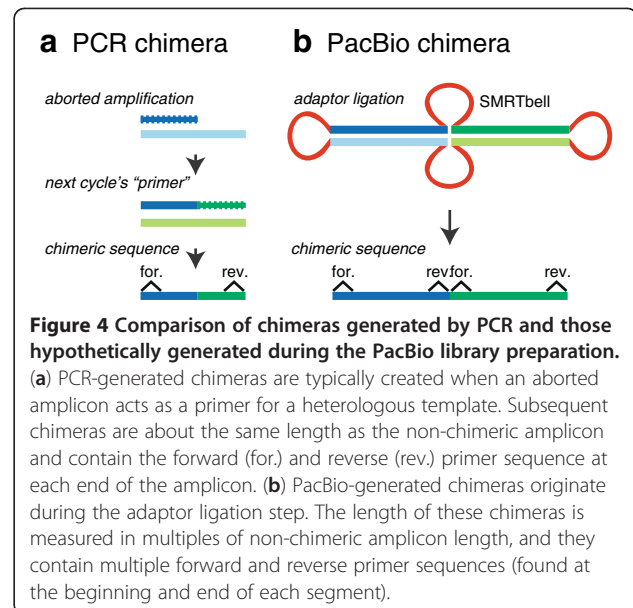 a PCR chimera
b PacBio chimera
aborted amplification
adaptor ligation
SMRTbell
next cycle's “primer”
chimeric sequence
for. rev.
chimeric sequence
for. rev. for. rev.
Figure 4 Comparison of chimeras generated by PCR and those
hypothetically generated during the PacBio library preparation.
(a) PCR-generated chimeras are typically created when an aborted
amplicon acts as a primer for a heterologous template. Subsequent
chimeras are about the same length as the non-chimeric amplicon
and contain the forward (for.) and reverse (rev.) primer sequence at
each end of the amplicon. (b) PacBio-generated chimeras originate
during the adaptor ligation step. The length of these chimeras is
measured in multiples of non-chimeric amplicon length, and they
contain multiple forward and reverse primer sequences (found at
the beginning and end of each segment).